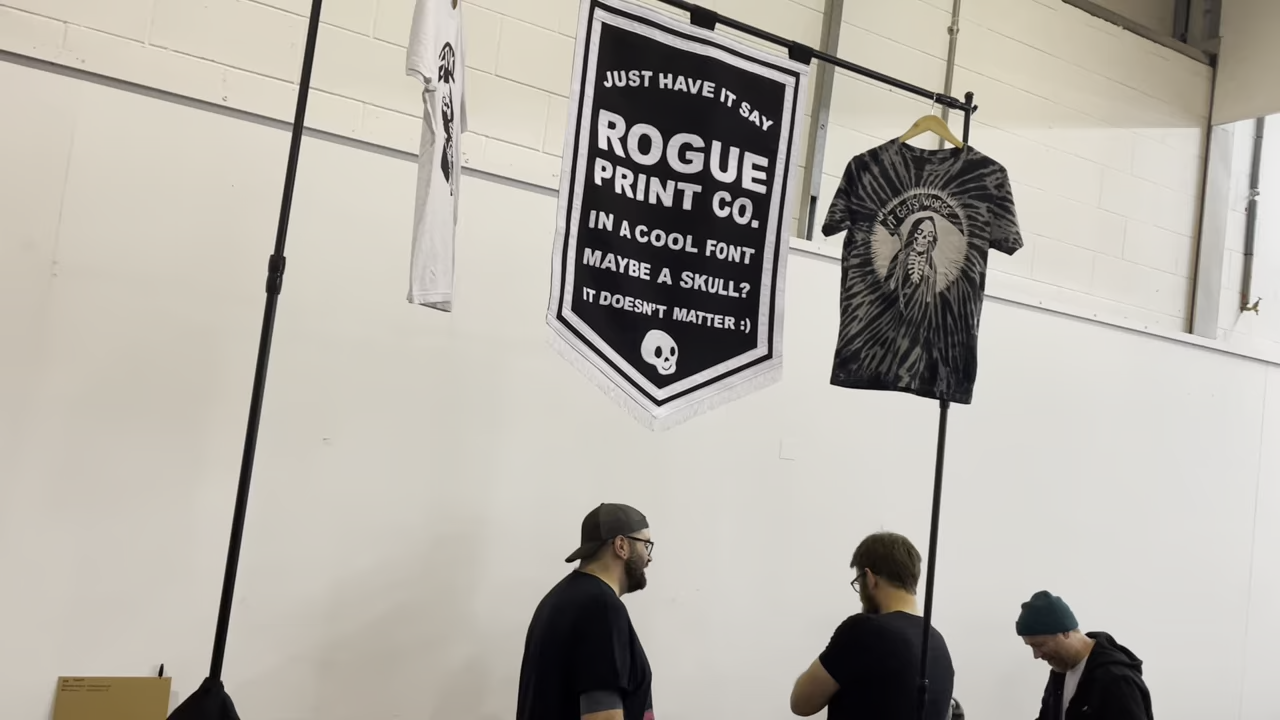 JUST HAVE IT SAY
ROGUE
PRINT CO.
IN A COOL FONT
MAYBE A SKULL?
IT DOESN'T MATTER :)
IT GETS WORSE